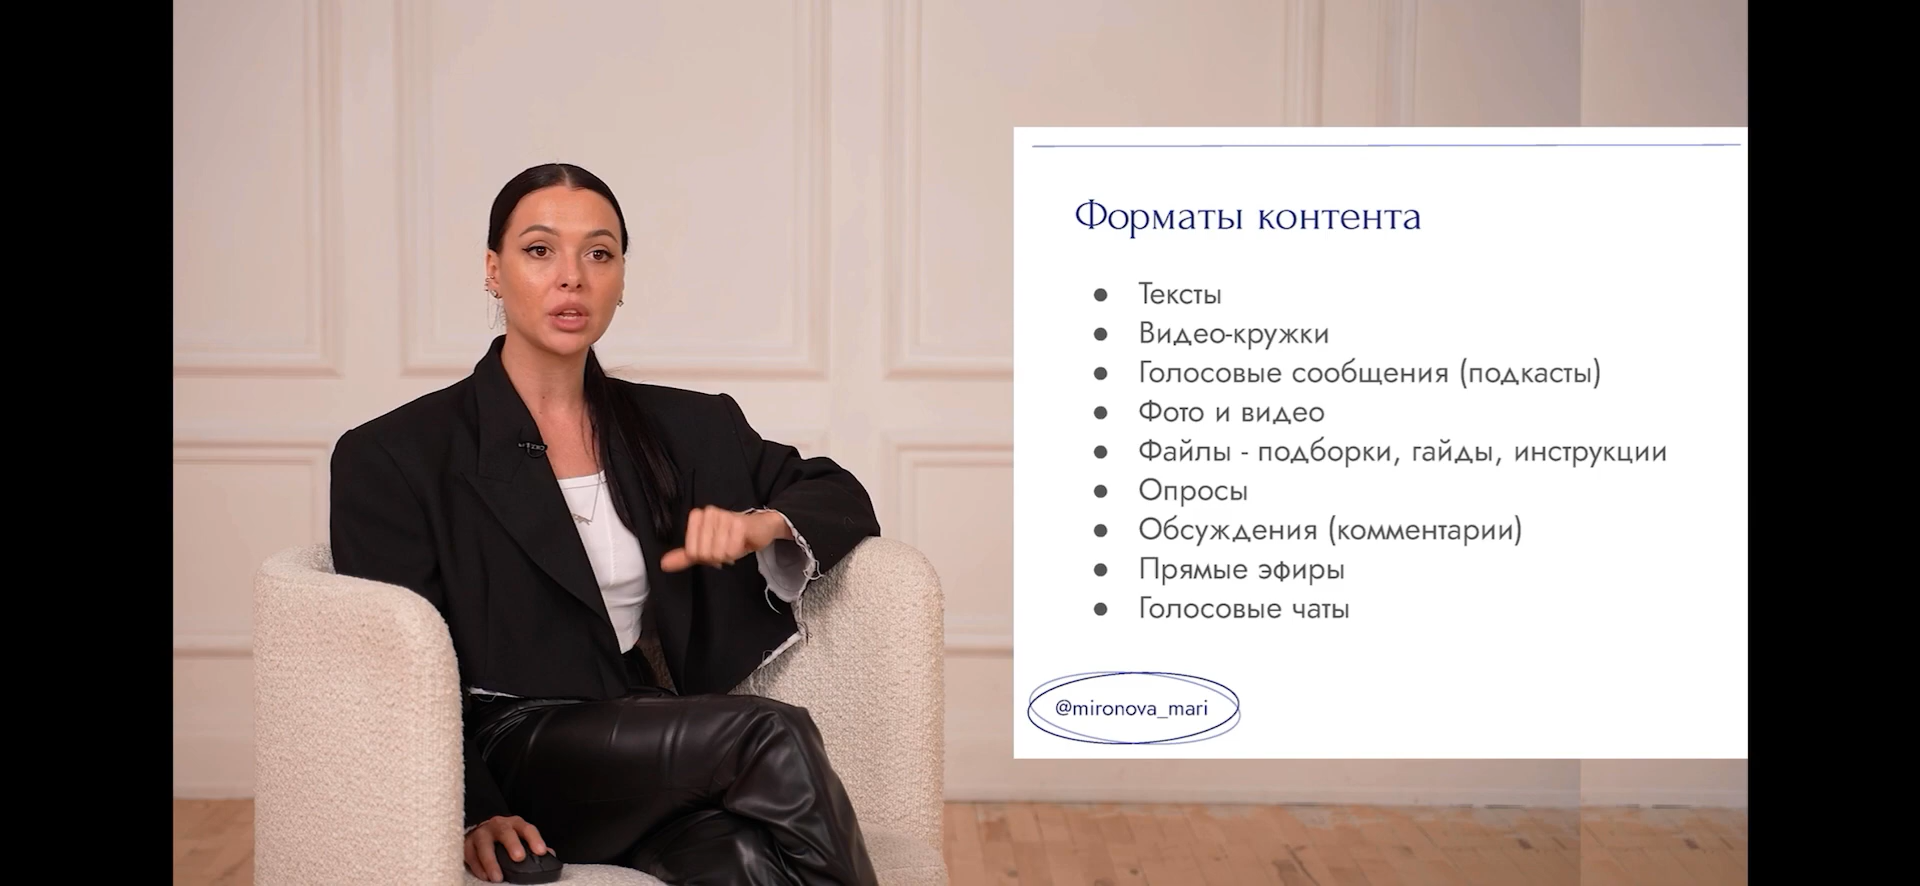 Форматы контента
● Тексты
● Видео-кружки
● Голосовые сообщения (подкасты)
● Фото и видео
● Файлы - подборки, гайды, инструкции
● Опросы
● Обсуждения (комментарии)
● Прямые эфиры
● Голосовые чаты
@mironova_mari